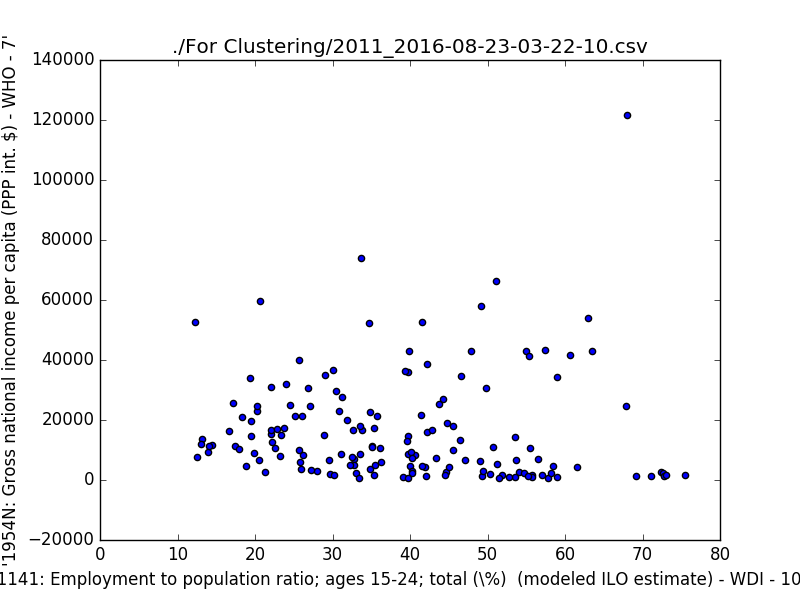 ./For Clustering/2011_2016-08-23-03-22-10.csv
'1954N: Gross national income per capita (PPP int. $) - WHO - 7'
140000
120000
100000
80000
60000
40000
20000
0
−20000
0 10 20 30 40 50 60 70 80
1141: Employment to population ratio; ages 15-24; total (\%) (modeled ILO estimate) - WDI - 10